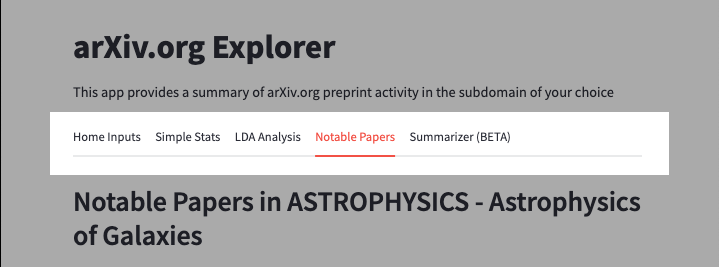 arXiv.org Explorer
This app provides a summary of arXiv.org preprint activity in the subdomain of your choice
Home Inputs Simple Stats LDA Analysis Notable Papers Summarizer (BETA)
Notable Papers in ASTROPHYSICS - Astrophysics
of Galaxies